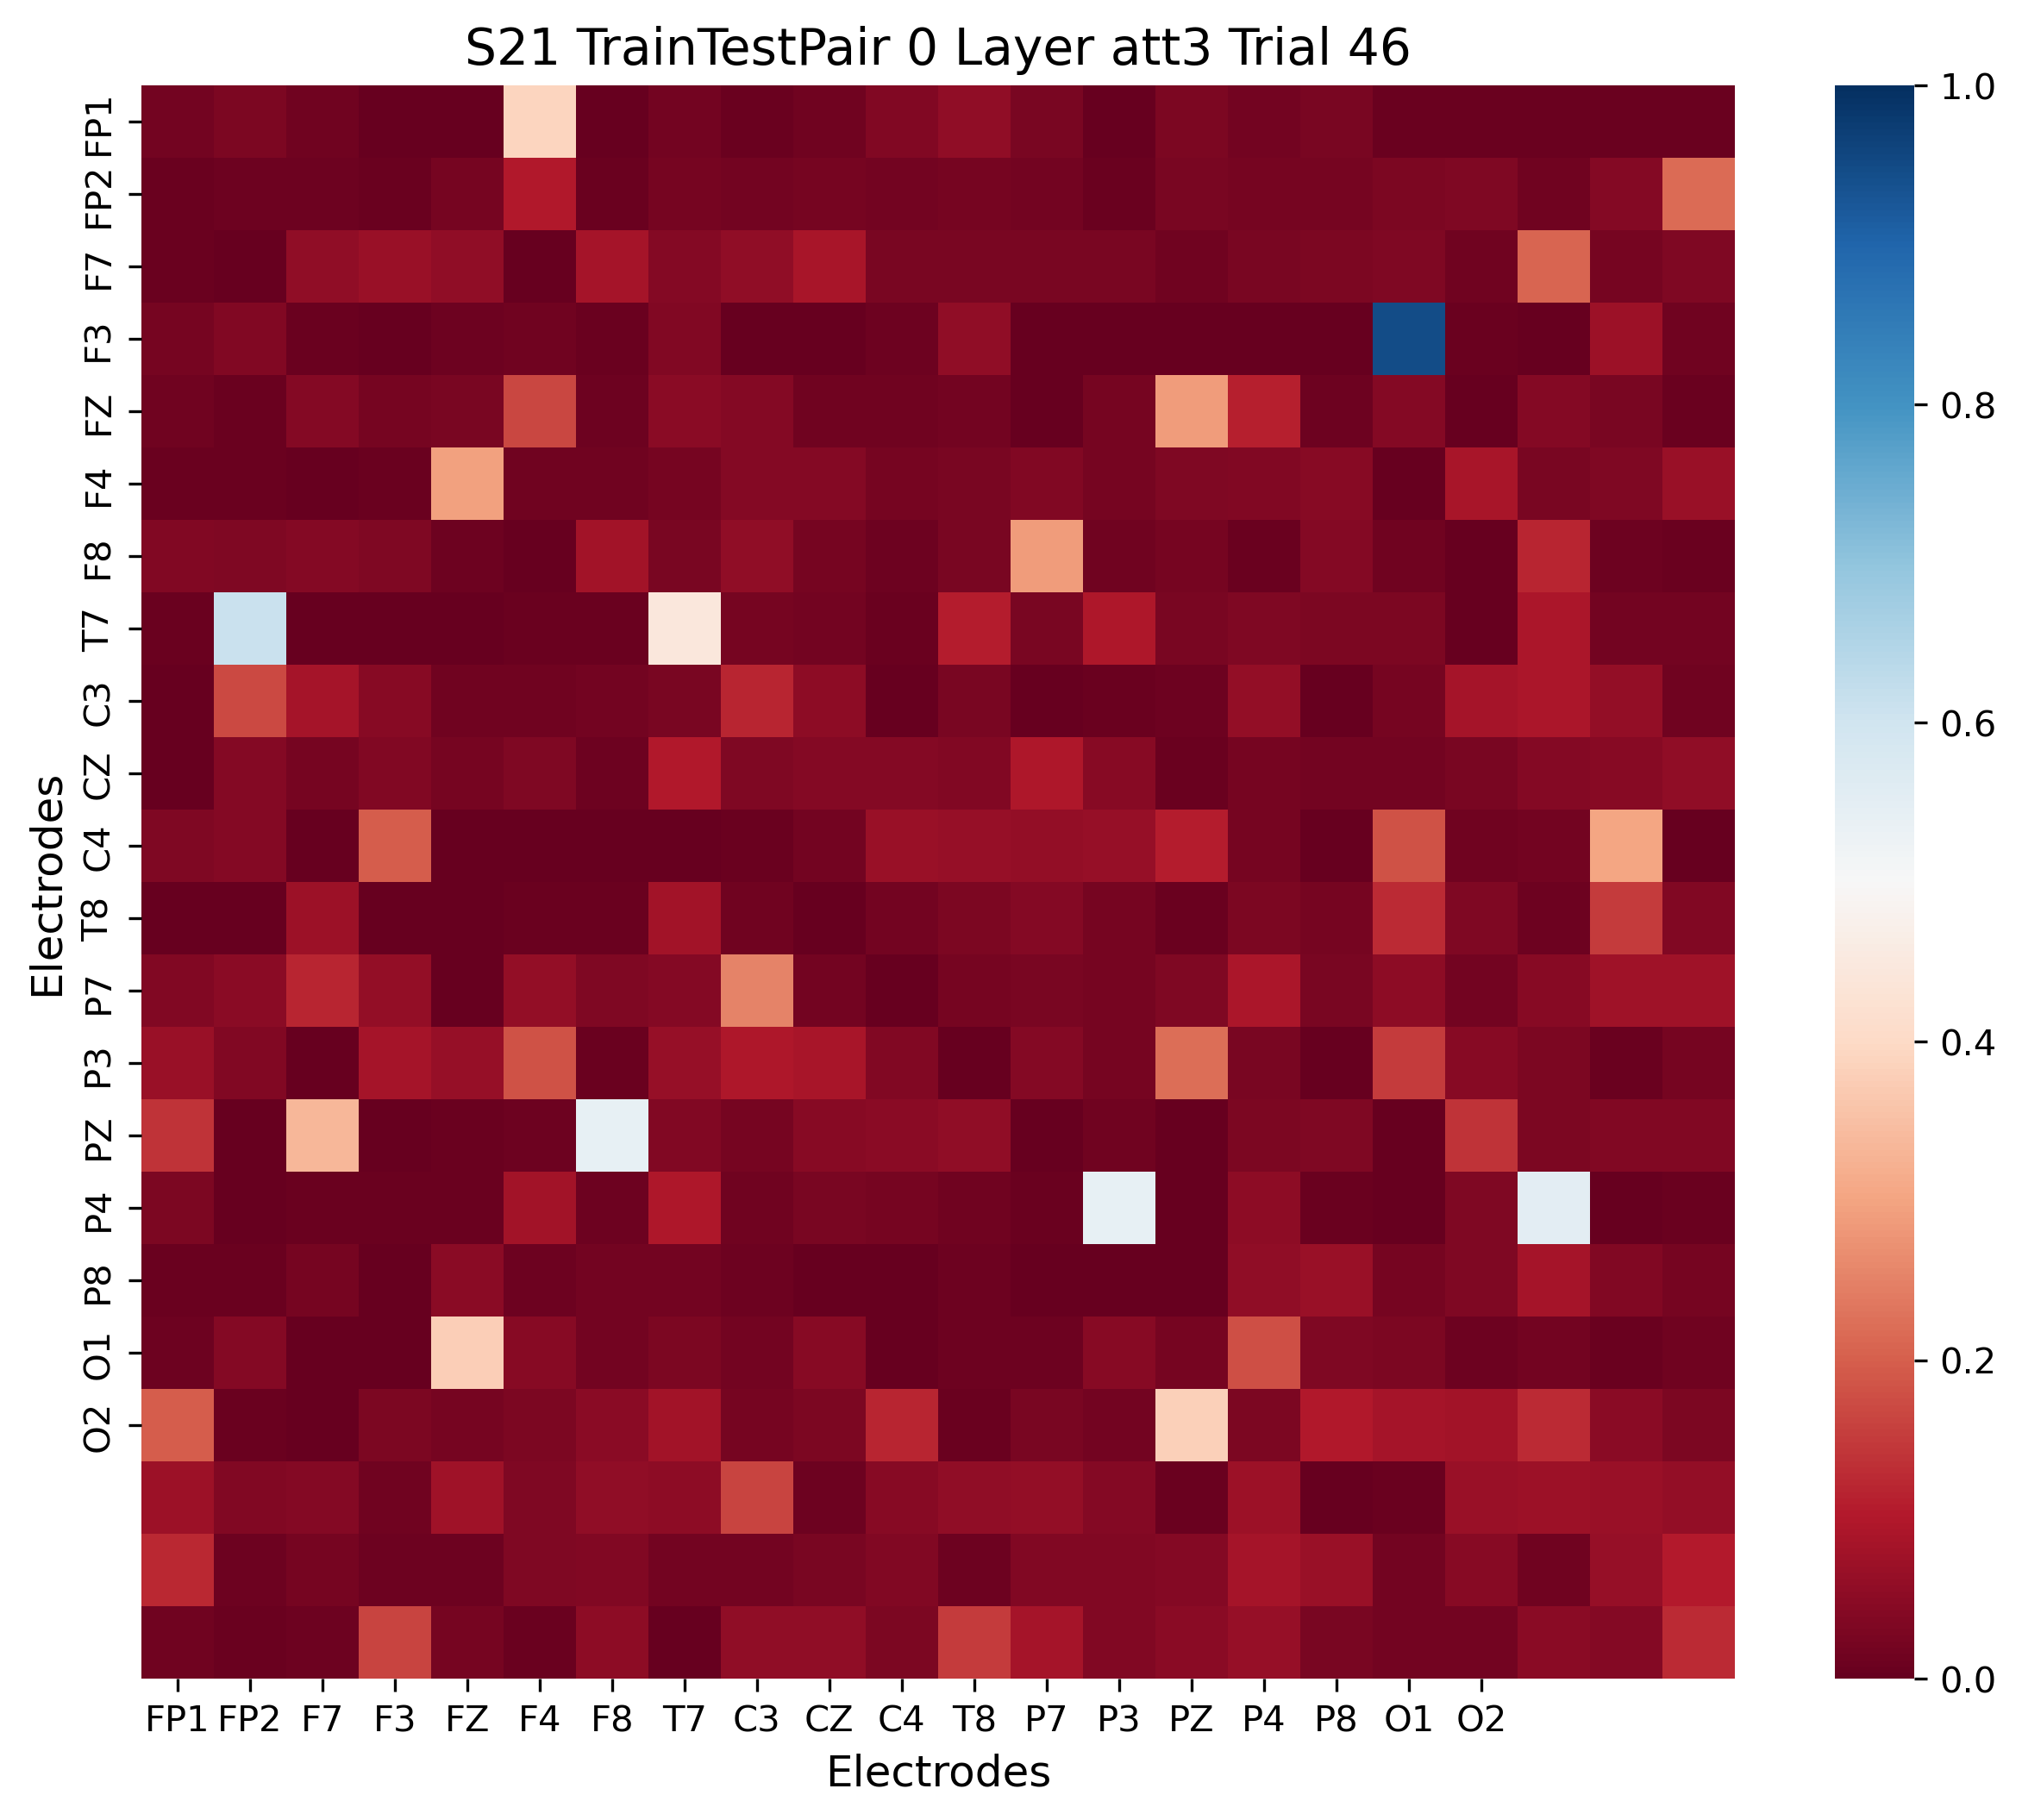 S21 TrainTestPair 0 Layer att3 Trial 46
Electrodes
FP1
FP2
F7
F3
FZ
F4
F8
T7
C3
CZ
C4
T8
P7
P3
PZ
P4
P8
O1
O2
FP1 FP2 F7 F3 FZ F4 F8 T7 C3 CZ C4 T8 P7 P3 PZ P4 P8 O1 O2
Electrodes
1.0
0.8
0.6
0.4
0.2
0.0